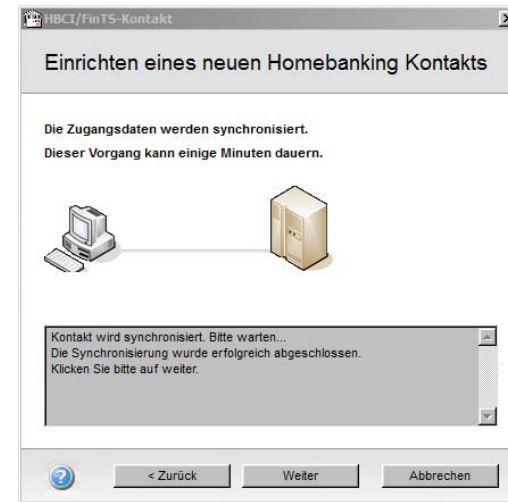 HBCI/FinTS-Kontakt
Einrichten eines neuen Homebanking Kontakts
Die Zugangsdaten werden synchronisiert.
Dieser Vorgang kann einige Minuten dauern.
Kontakt wird synchronisiert. Bitte warten...
Die Synchronisierung wurde erfolgreich abgeschlossen.
Klicken Sie bitte auf weiter.
< Zurück Weiter Abbrechen